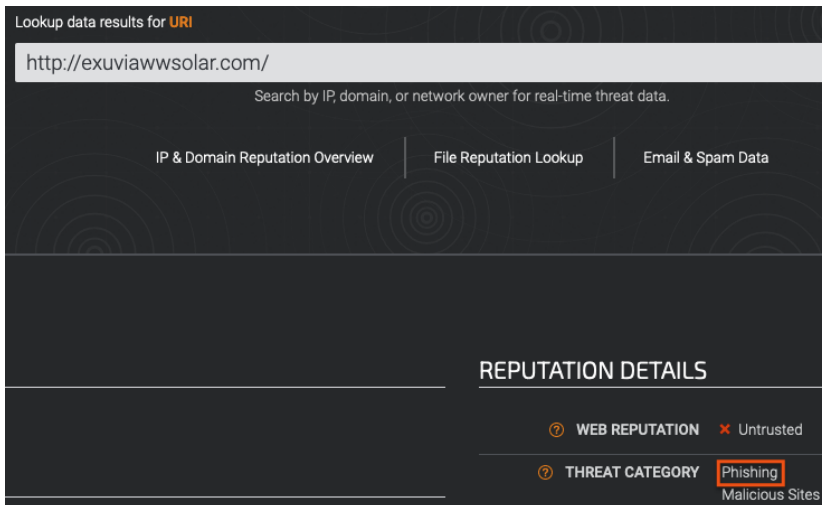 Lookup data results for URI
http://exuviawwsolar.com/
Search by IP, domain, or network owner for real-time threat data.
IP & Domain Reputation Overview
File Reputation Lookup
Email & Spam Data
REPUTATION DETAILS
? WEB REPUTATION ✖ Untrusted
? THREAT CATEGORY Phishing
Malicious Sites